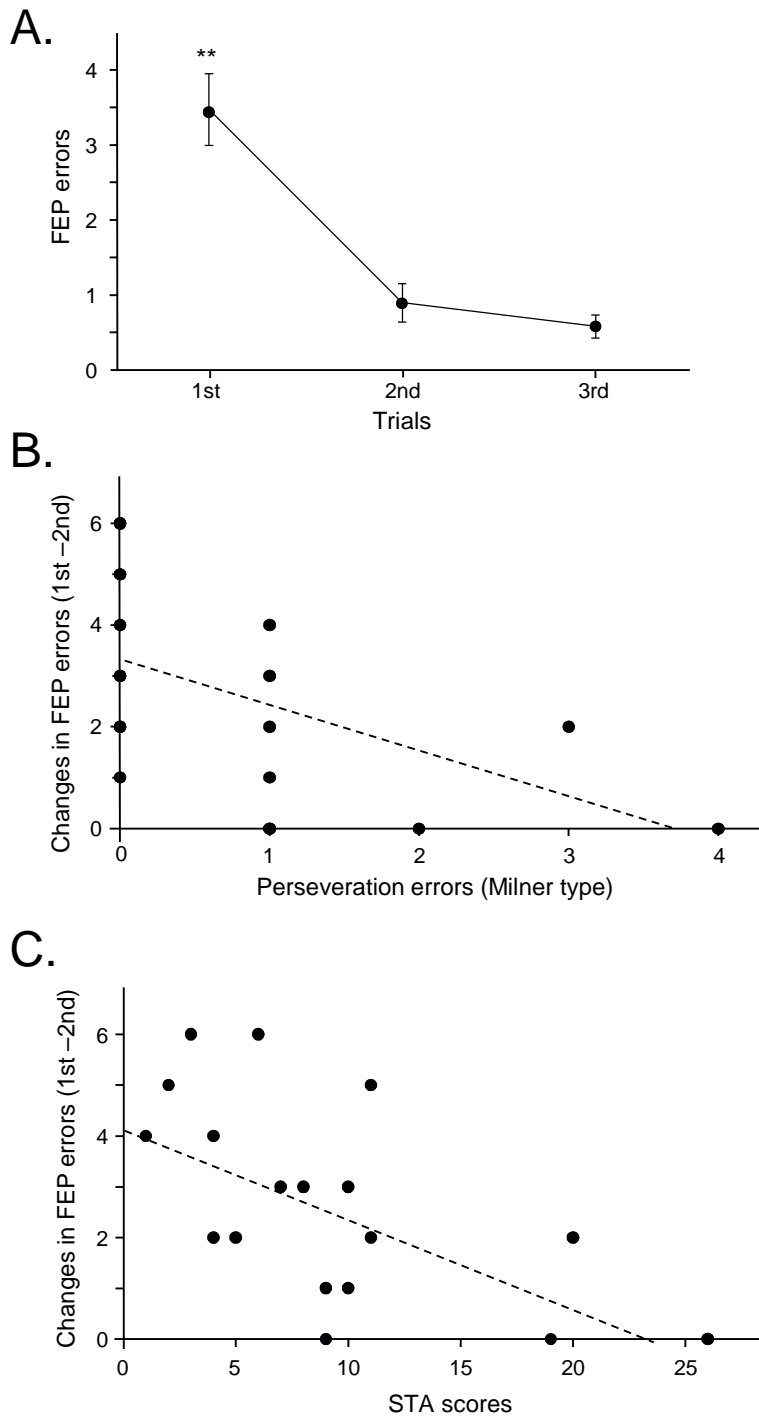 A.
**
4
3
2
1
0
FEP errors
1st 2nd 3rd
Trials
B.
6
4
2
0
Changes in FEP errors (1st –2nd)
0 1 2 3 4
Perseveration errors (Milner type)
C.
6
4
2
0
Changes in FEP errors (1st –2nd)
0 5 10 15 20 25
STA scores